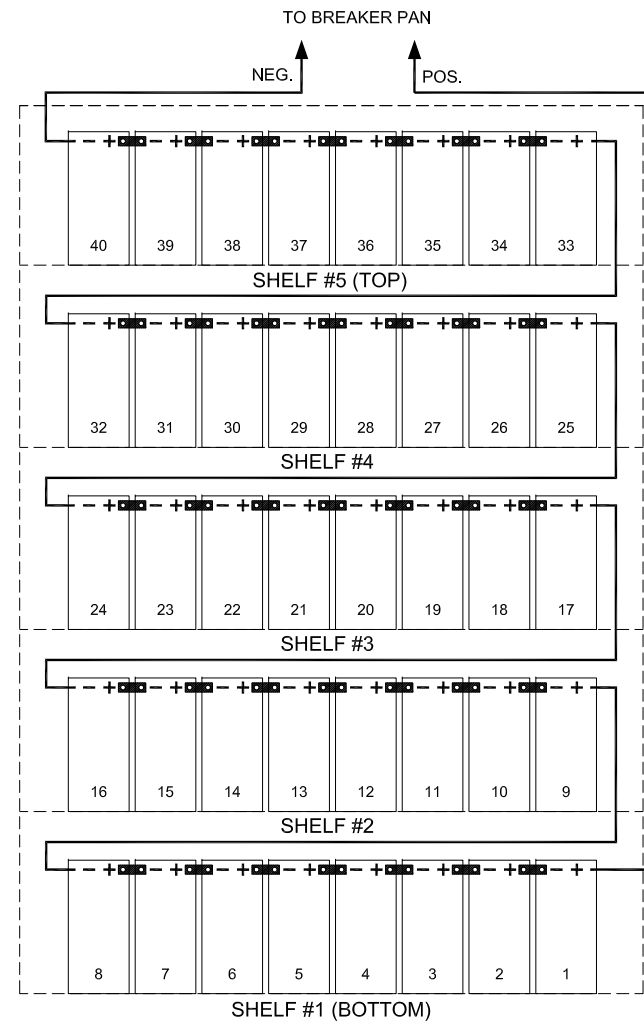 TO BREAKER PAN
NEG. POS.
40 39 38 37 36 35 34 33
SHELF #5 (TOP)
32 31 30 29 28 27 26 25
SHELF #4
24 23 22 21 20 19 18 17
SHELF #3
16 15 14 13 12 11 10 9
SHELF #2
8 7 6 5 4 3 2 1
SHELF #1 (BOTTOM)